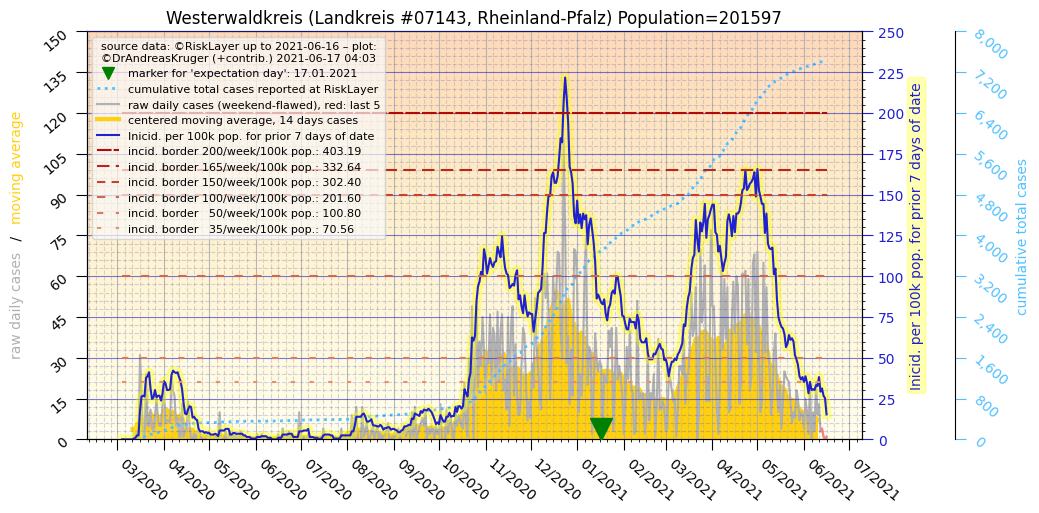 Westerwaldkreis (Landkreis #07143, Rheinland-Pfalz) Population=201597
source data: ©RiskLayer up to 2021-06-16 – plot:
©DrAndreasKruger (+contrib.) 2021-06-17 04:03
marker for 'expectation day': 17.01.2021
cumulative total cases reported at RiskLayer
raw daily cases (weekend-flawed), red: last 5
centered moving average, 14 days cases
Inicid. per 100k pop. for prior 7 days of date
incid. border 200/week/100k pop.: 403.19
incid. border 165/week/100k pop.: 332.64
incid. border 150/week/100k pop.: 302.40
incid. border 100/week/100k pop.: 201.60
incid. border   50/week/100k pop.: 100.80
incid. border   35/week/100k pop.: 70.56
raw daily cases / moving average
150
135
120
105
90
75
60
45
30
15
0
03/2020
04/2020
05/2020
06/2020
07/2020
08/2020
09/2020
10/2020
11/2020
12/2020
01/2021
02/2021
03/2021
04/2021
05/2021
06/2021
07/2021
250
225
200
175
150
125
100
75
50
25
0
Inicid. per 100k pop. for prior 7 days of date
8,000
7,200
6,400
5,600
4,800
4,000
3,200
2,400
1,600
800
0
cumulative total cases